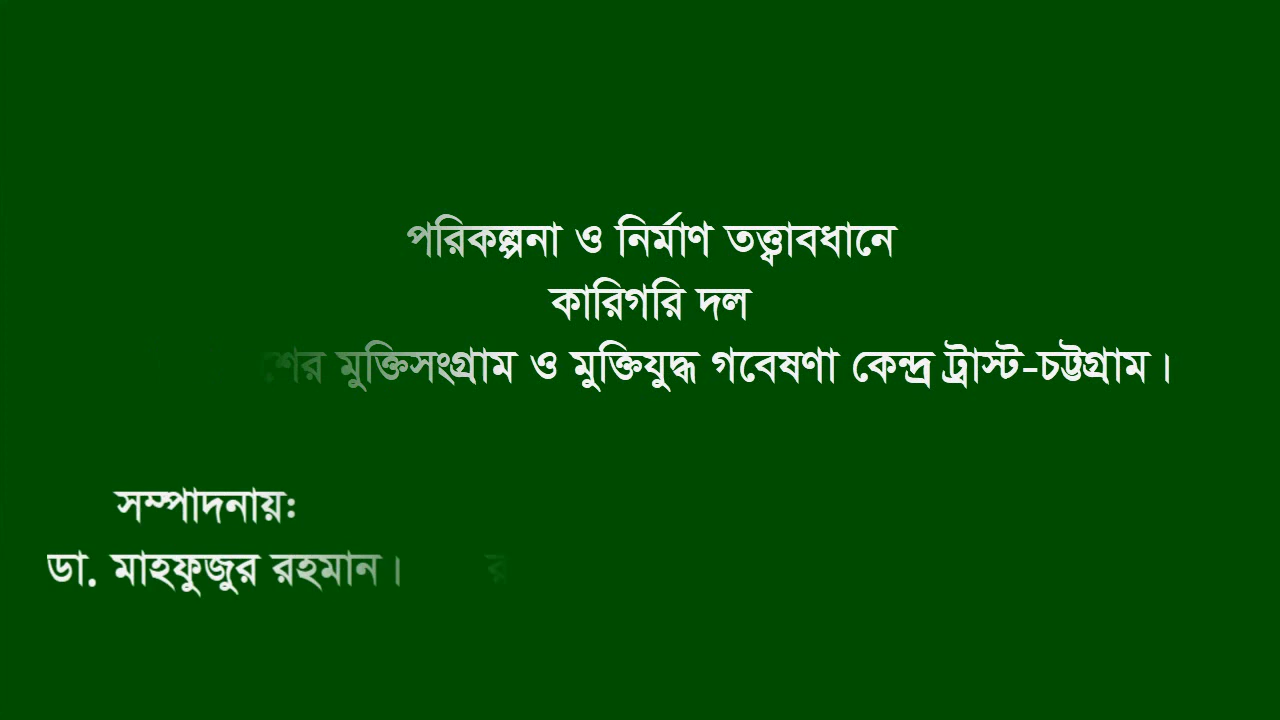 পরিকল্পনা ও নির্মাণ তত্ত্বাবধানে
কারিগরি দল
মুক্তিসংগ্রাম ও মুক্তিযুদ্ধ গবেষণা কেন্দ্র ট্রাস্ট-চট্টগ্রাম।
সম্পাদনায়ঃ
ডা. মাহফুজুর রহমান।